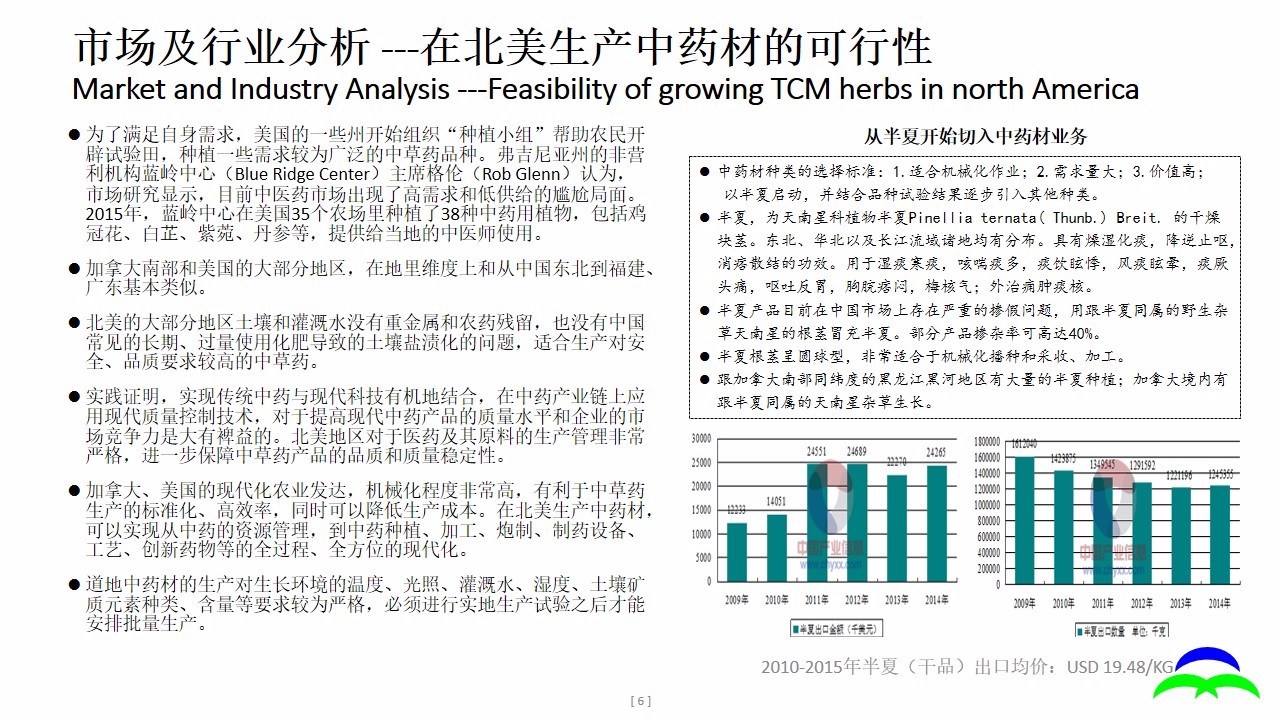 市场及行业分析 ---在北美生产中药材的可行性
Market and Industry Analysis ---Feasibility of growing TCM herbs in north America
● 为了满足自身需求，美国的一些州开始组织“种植小组”帮助农民开
辟试验田，种植一些需求较为广泛的中草药品种。弗吉尼亚州的非营
利机构蓝岭中心（Blue Ridge Center）主席格伦（Rob Glenn）认为，
市场研究显示，目前中医药市场出现了高需求和低供给的尴尬局面。
2015年，蓝岭中心在美国35个农场里种植了38种中药用植物，包括鸡
冠花、白芷、紫菀、丹参等，提供给当地的中医师使用。
● 加拿大南部和美国的大部分地区，在地里维度上和从中国东北到福建、
广东基本类似。
● 北美的大部分地区土壤和灌溉水没有重金属和农药残留，也没有中国
常见的长期、过量使用化肥导致的土壤盐渍化的问题，适合生产对安
全、品质要求较高的中草药。
● 实践证明，实现传统中药与现代科技有机地结合，在中药产业链上应
用现代质量控制技术，对于提高现代中药产品的质量水平和企业的市
场竞争力是大有裨益的。北美地区对于医药及其原料的生产管理非常
严格，进一步保障中草药产品的品质和质量稳定性。
● 加拿大、美国的现代化农业发达，机械化程度非常高，有利于中草药
生产的标准化、高效率，同时可以降低生产成本。在北美生产中药材，
可以实现从中药的资源管理，到中药种植、加工、炮制、制药设备、
工艺、创新药物等的全过程、全方位的现代化。
● 道地中药材的生产对生长环境的温度、光照、灌溉水、湿度、土壤矿
质元素种类、含量等要求较为严格，必须进行实地生产试验之后才能
安排批量生产。
从半夏开始切入中药材业务
● 中药材种类的选择标准：1.适合机械化作业；2.需求量大；3.价值高；
以半夏启动，并结合品种试验结果逐步引入其他种类。
● 半夏，为天南星科植物半夏Pinellia ternata( Thunb.) Breit. 的干燥
块茎。东北、华北以及长江流域诸地均有分布。具有燥湿化痰，降逆止呕，
消痞散结的功效。用于湿痰寒痰，咳喘痰多，痰饮眩悸，风痰眩晕，痰厥
头痛，呕吐反胃，胸脘痞闷，梅核气；外治痈肿痰核。
● 半夏产品目前在中国市场上存在严重的掺假问题，用跟半夏同属的野生杂
草天南星的根茎冒充半夏。部分产品掺杂率可高达40%。
● 半夏根茎呈圆球型，非常适合于机械化播种和采收、加工。
● 跟加拿大南部同纬度的黑龙江黑河地区有大量的半夏种植；加拿大境内有
跟半夏同属的天南星杂草生长。
30000
25000
20000
15000
10000
5000
0
12233
14051
24551
24689
22270
24265
2009年 2010年 2011年 2012年 2013年 2014年
■半夏出口金额（千美元）
中国产业信息
www.chyxx.com
1800000
1600000
1400000
1200000
1000000
800000
600000
400000
200000
0
1612040
1423875
1349545
1291592
1221196
1245355
2009年 2010年 2011年 2012年 2013年 2014年
■半夏出口数量 单位：千克
中国产业信息
www.chyxx.com
2010-2015年半夏（干品）出口均价：USD 19.48/KG
[ 6 ]